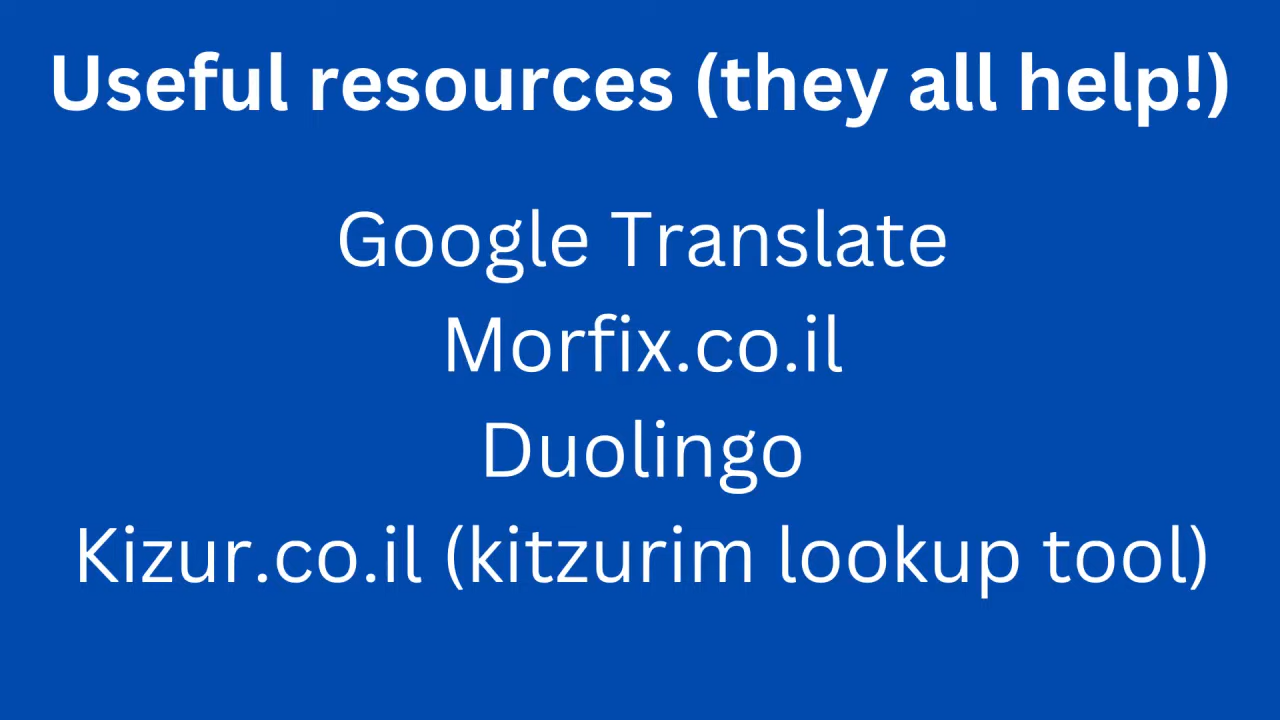 Useful resources (they all help!)
Google Translate
Morfix.co.il
Duolingo
Kizur.co.il (kitzurim lookup tool)